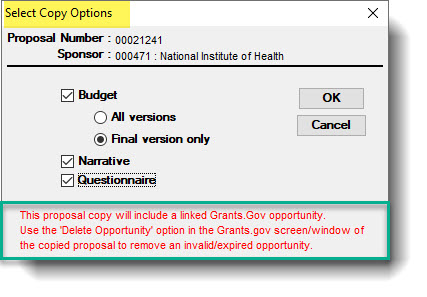 Select Copy Options
Proposal Number : 00021241
Sponsor : 000471 : National Institute of Health
Budget
OK
All versions
Cancel
Final version only
Narrative
Questionnaire
This proposal copy will include a linked Grants.Gov opportunity.
Use the 'Delete Opportunity' option in the Grants.gov screen/window of
the copied proposal to remove an invalid/expired opportunity.